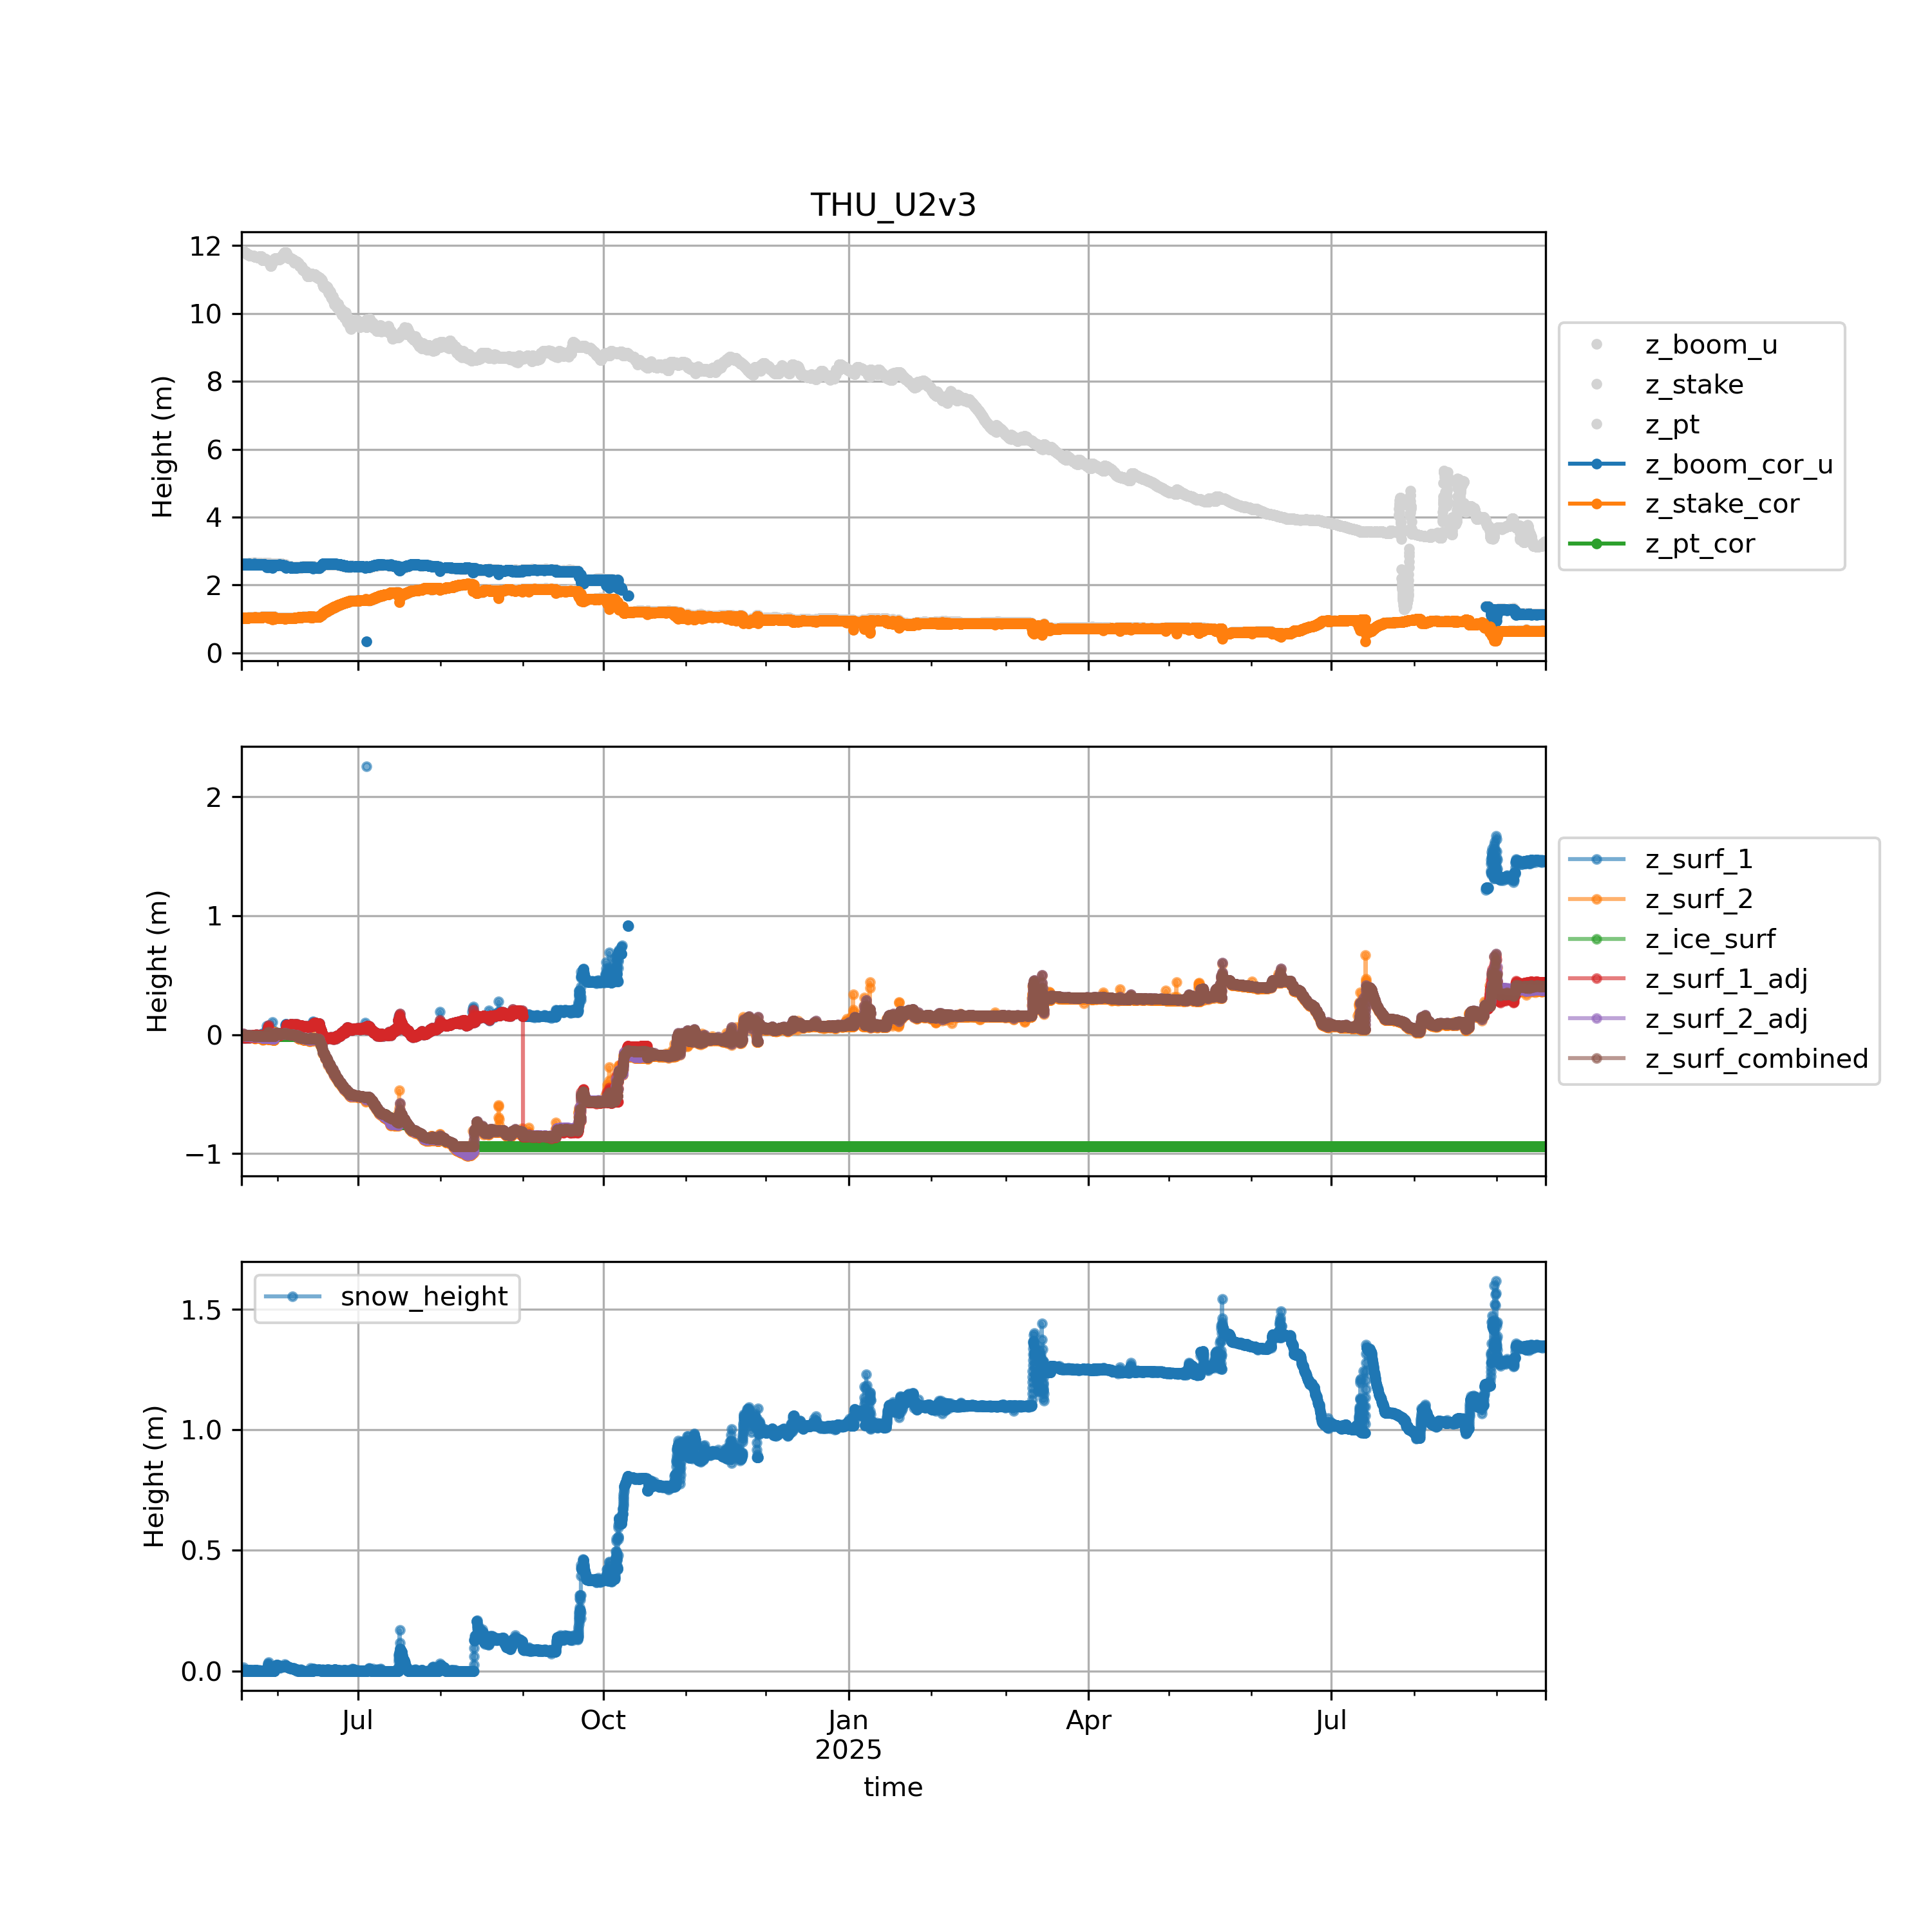 THU_U2v3
12
10
8
6
4
2
0
Height (m)
z_boom_u
z_stake
z_pt
z_boom_cor_u
z_stake_cor
z_pt_cor
2
1
0
−1
Height (m)
z_surf_1
z_surf_2
z_ice_surf
z_surf_1_adj
z_surf_2_adj
z_surf_combined
snow_height
1.5
1.0
0.5
0.0
Height (m)
Jul
Oct
Jan
2025
Apr
Jul
time